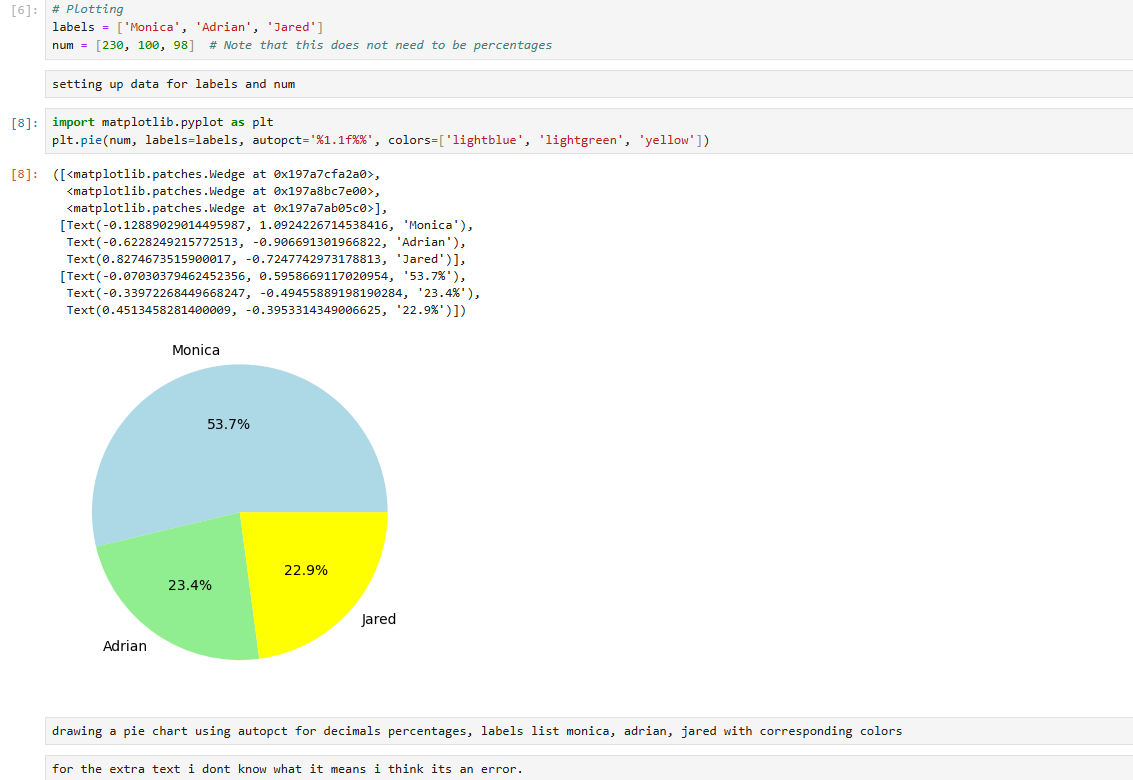 [6]: # Plotting
labels = ['Monica', 'Adrian', 'Jared']
num = [230, 100, 98]  # Note that this does not need to be percentages
setting up data for labels and num
[8]: import matplotlib.pyplot as plt
plt.pie(num, labels=labels, autopct='%1.1f%%', colors=['lightblue', 'lightgreen', 'yellow'])
[8]: ([<matplotlib.patches.Wedge at 0x197a7cfa2a0>,
<matplotlib.patches.Wedge at 0x197a8bc7e00>,
<matplotlib.patches.Wedge at 0x197a7ab05c0>],
[Text(-0.12889029014495987, 1.0924226714538416, 'Monica'),
Text(-0.6228249215772513, -0.906691301966822, 'Adrian'),
Text(0.8274673515900017, -0.7247742973178813, 'Jared')],
[Text(-0.07030379462452356, 0.5958669117020954, '53.7%'),
Text(-0.33972268449668247, -0.49455889198190284, '23.4%'),
Text(0.4513458281400009, -0.3953314349006625, '22.9%')])
Monica
53.7%
22.9%
23.4%
Jared
Adrian
drawing a pie chart using autopct for decimals percentages, labels list monica, adrian, jared with corresponding colors
for the extra text i dont know what it means i think its an error.